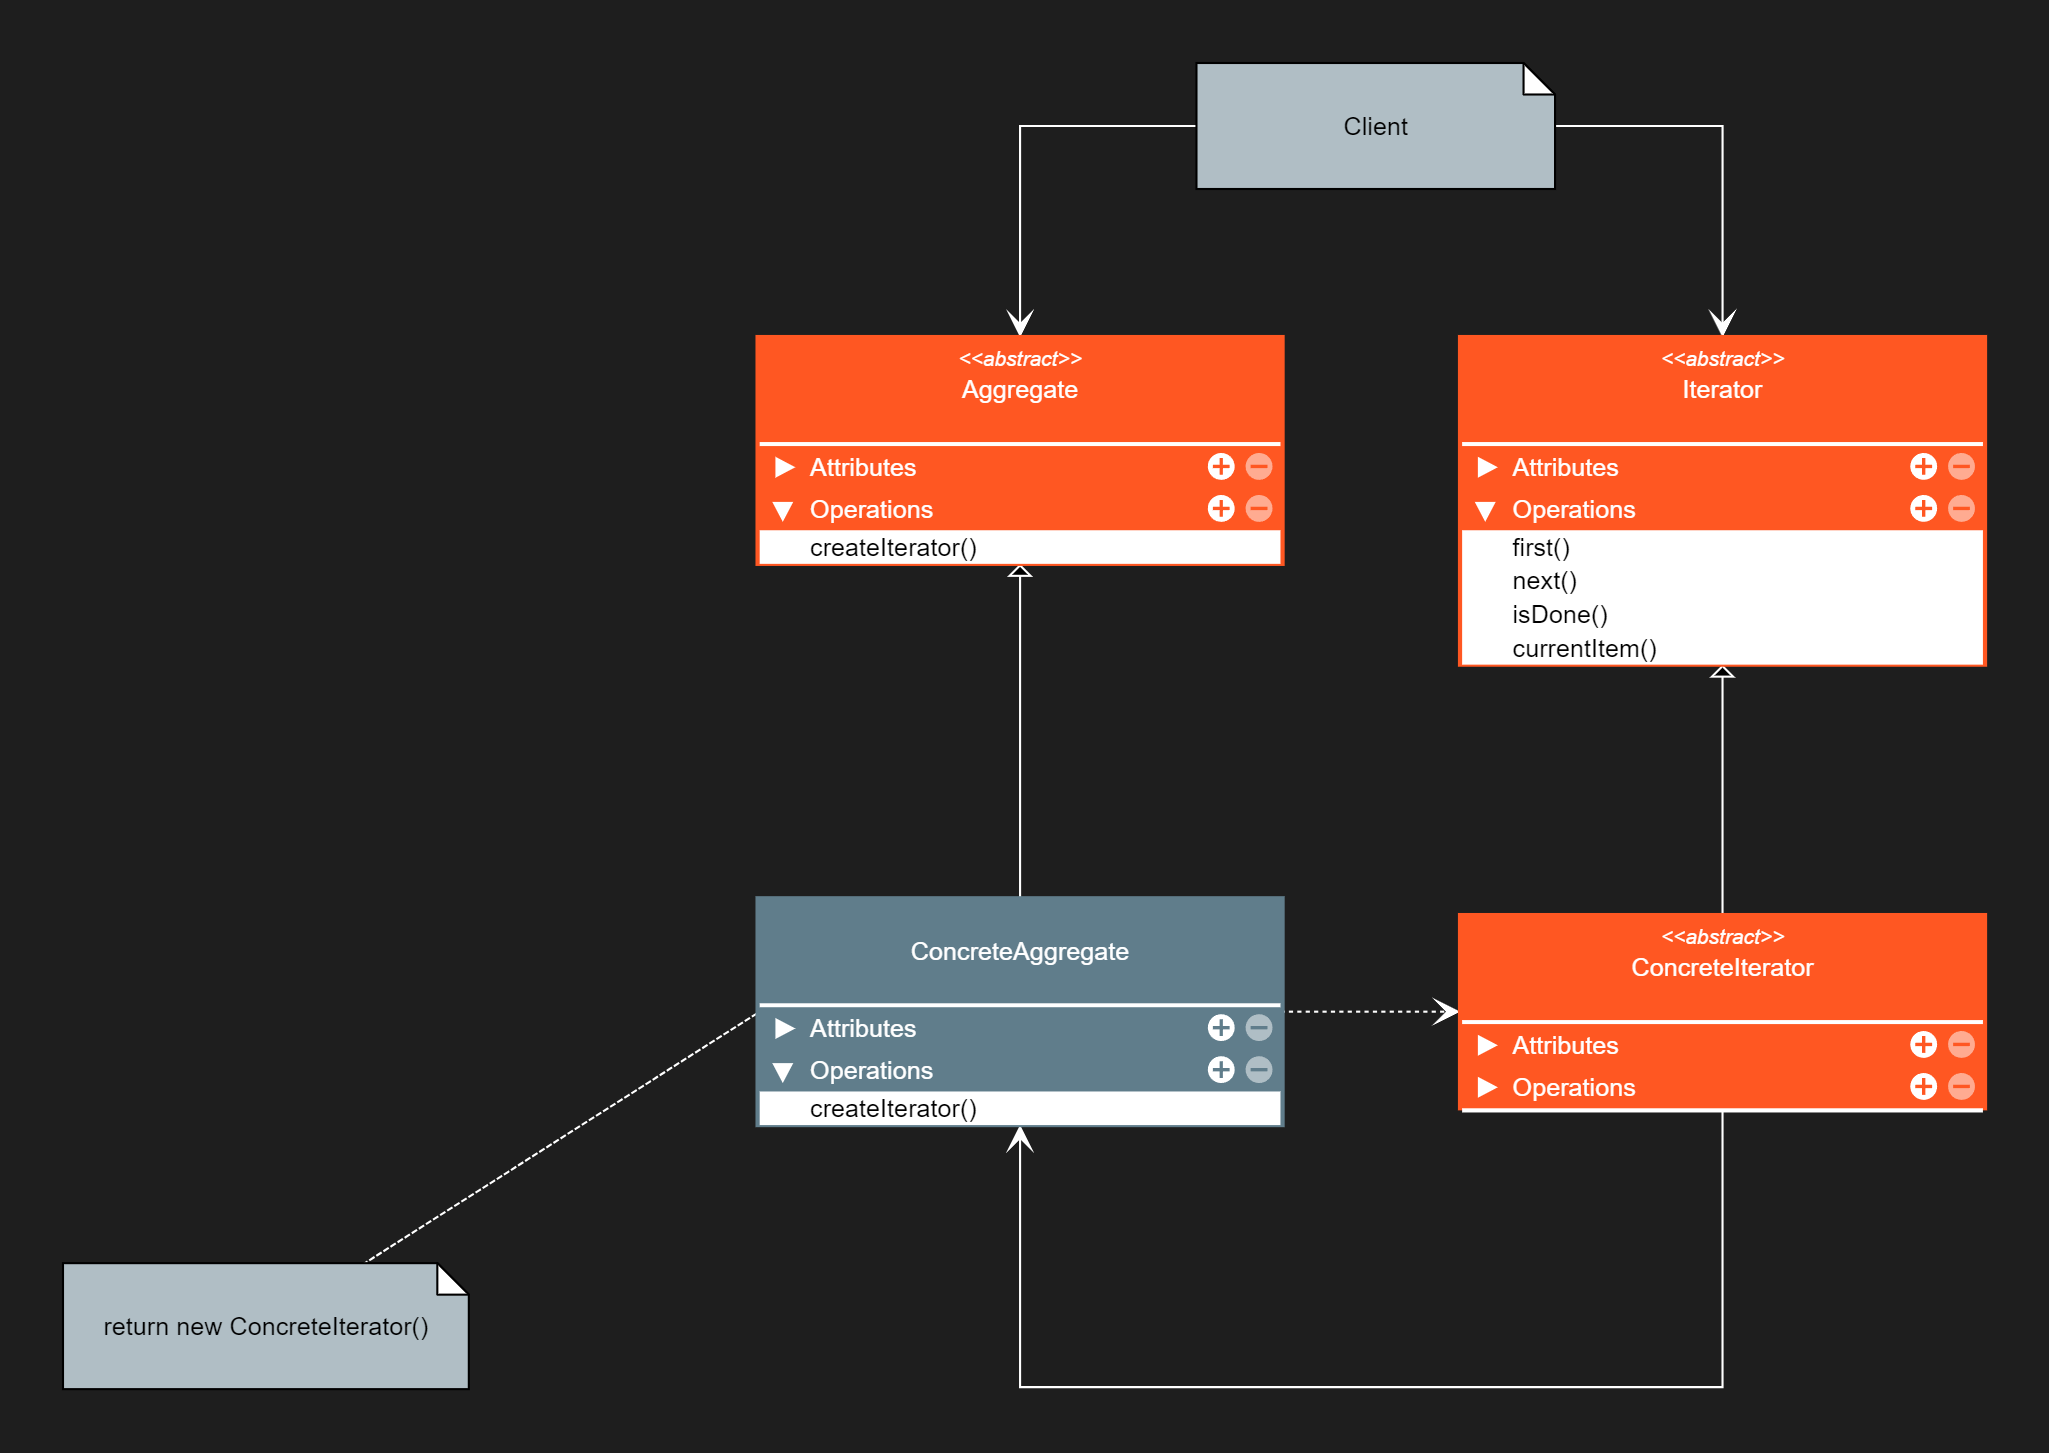 Client
<<abstract>>
Aggregate
Attributes
Operations
createIterator()
<<abstract>>
Iterator
Attributes
Operations
first()
next()
isDone()
currentItem()
ConcreteAggregate
Attributes
Operations
createIterator()
<<abstract>>
ConcreteIterator
Attributes
Operations
return new ConcreteIterator()